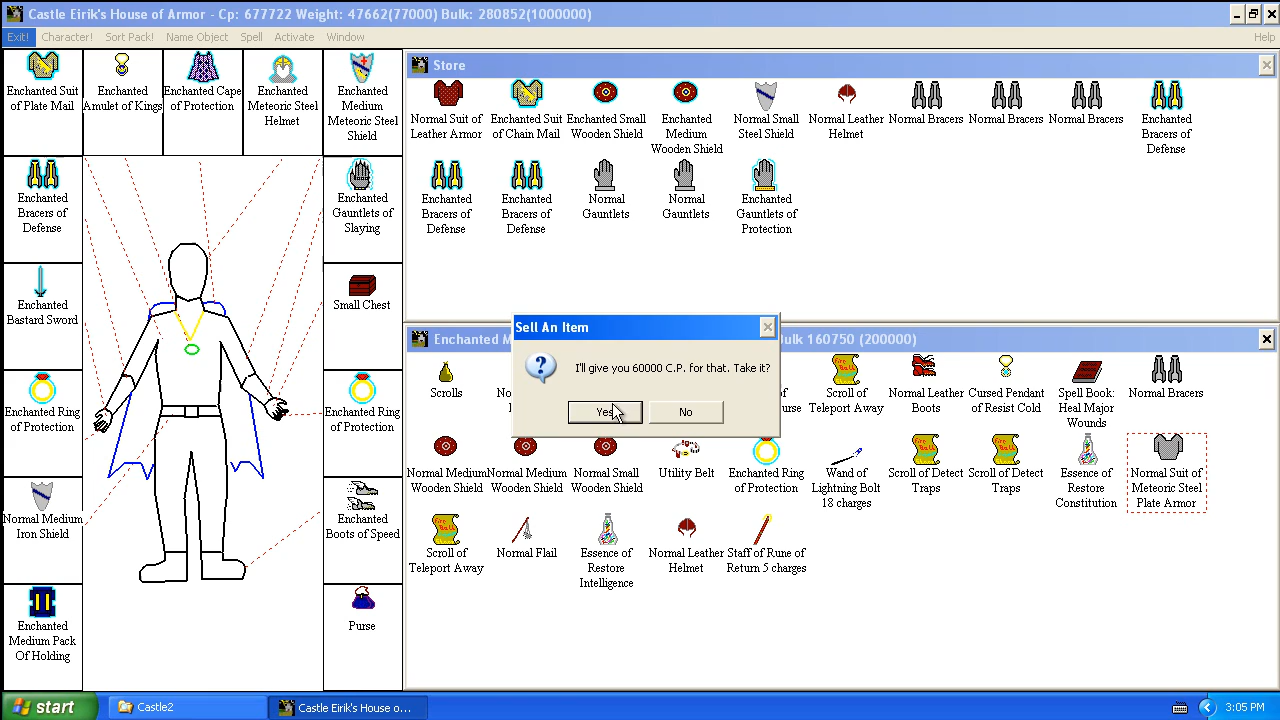 Castle Eirik's House of Armor - Cp: 677722 Weight: 47662(77000) Bulk: 280852(1000000)
Exit! Character! Sort Pack! Name Object Spell Activate Window Help
Enchanted Suit of Plate Mail
Enchanted Amulet of Kings
Enchanted Cape of Protection
Enchanted Meteoric Steel Helmet
Enchanted Medium Meteoric Steel Shield
Enchanted Bracers of Defense
Enchanted Gauntlets of Slaying
Enchanted Bastard Sword
Small Chest
Enchanted Ring of Protection
Enchanted Ring of Protection
Normal Medium Iron Shield
Enchanted Boots of Speed
Enchanted Medium Pack Of Holding
Purse
Store
Normal Suit of Leather Armor
Enchanted Suit of Chain Mail
Enchanted Small Wooden Shield
Enchanted Medium Wooden Shield
Normal Small Steel Shield
Normal Leather Helmet
Normal Bracers
Normal Bracers
Normal Bracers
Enchanted Bracers of Defense
Enchanted Bracers of Defense
Enchanted Bracers of Defense
Normal Gauntlets
Normal Gauntlets
Enchanted Gauntlets of Protection
Sell An Item
I'll give you 60000 C.P. for that. Take it?
Yes
No
Enchanted M
ulk 160750 (200000)
Scrolls
Scroll of Teleport Away
Normal Leather Boots
Cursed Pendant of Resist Cold
Spell Book: Heal Major Wounds
Normal Bracers
Normal Medium Wooden Shield
Normal Medium Wooden Shield
Normal Small Wooden Shield
Utility Belt
Enchanted Ring of Protection
Wand of Lightning Bolt 18 charges
Scroll of Detect Traps
Scroll of Detect Traps
Essence of Restore Constitution
Normal Suit of Meteoric Steel Plate Armor
Scroll of Teleport Away
Normal Flail
Essence of Restore Intelligence
Normal Leather Helmet
Staff of Rune of Return 5 charges
start
Castle2
Castle Eirik's House o...
3:05 PM